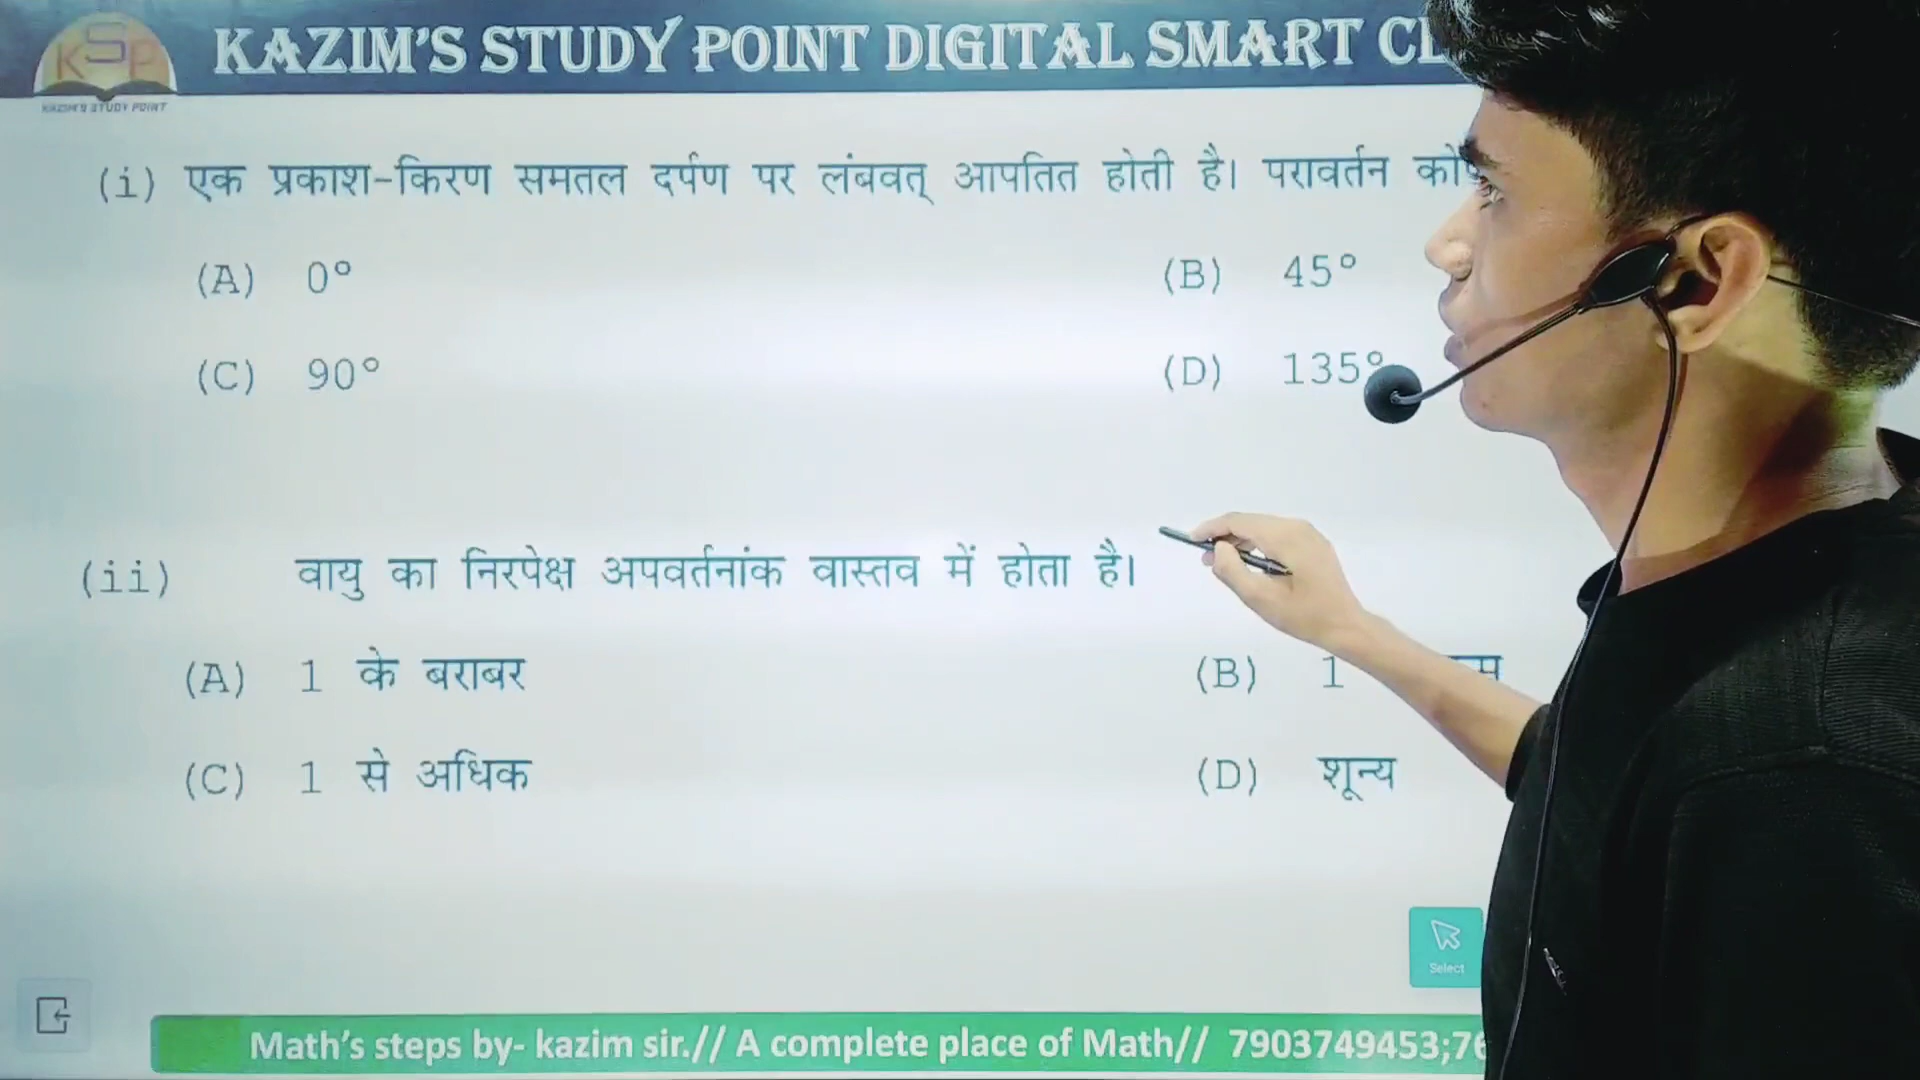 KSP
KAZIM'S STUDY POINT
KAZIM'S STUDY POINT DIGITAL SMART
(i) एक प्रकाश-किरण समतल दर्पण पर लंबवत् आपतित होती है। परावर्तन
(A) 0° (B) 45°
(C) 90° (D) 135°
(ii) वायु का निरपेक्ष अपवर्तनांक वास्तव में होता है।
(A) 1 के बराबर (B) 1
(C) 1 से अधिक (D) शून्य
Select
Math's steps by- kazim sir.// A complete place of Math// 7903749453;